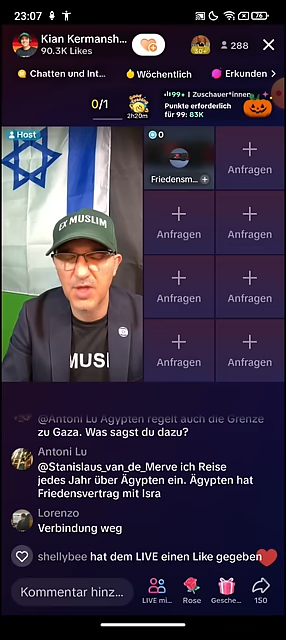 23:07
76
Kian Kermansh...
90.3K Likes
288
Chatten und Int...
Wöchentlich
Erkunden
0/1
2h20m
99+ | Zuschauer*innen
Punkte erforderlich
für 99: 83K
Host
EX MUSLIM
MUSL
0
Friedensm...
Anfragen
Anfragen
Anfragen
Anfragen
Anfragen
Anfragen
Anfragen
@Antoni Lu Ägypten regelt auch die Grenze
zu Gaza. Was sagst du dazu?
Antoni Lu
@Stanislaus_van_de_Merve ich Reise
jedes Jahr über Ägypten ein. Ägypten hat
Friedensvertrag mit Isra
Lorenzo
Verbindung weg
shellybee hat dem LIVE einen Like gegeben
Kommentar hinz...
LIVE mi...
Rose
Gesche...
150